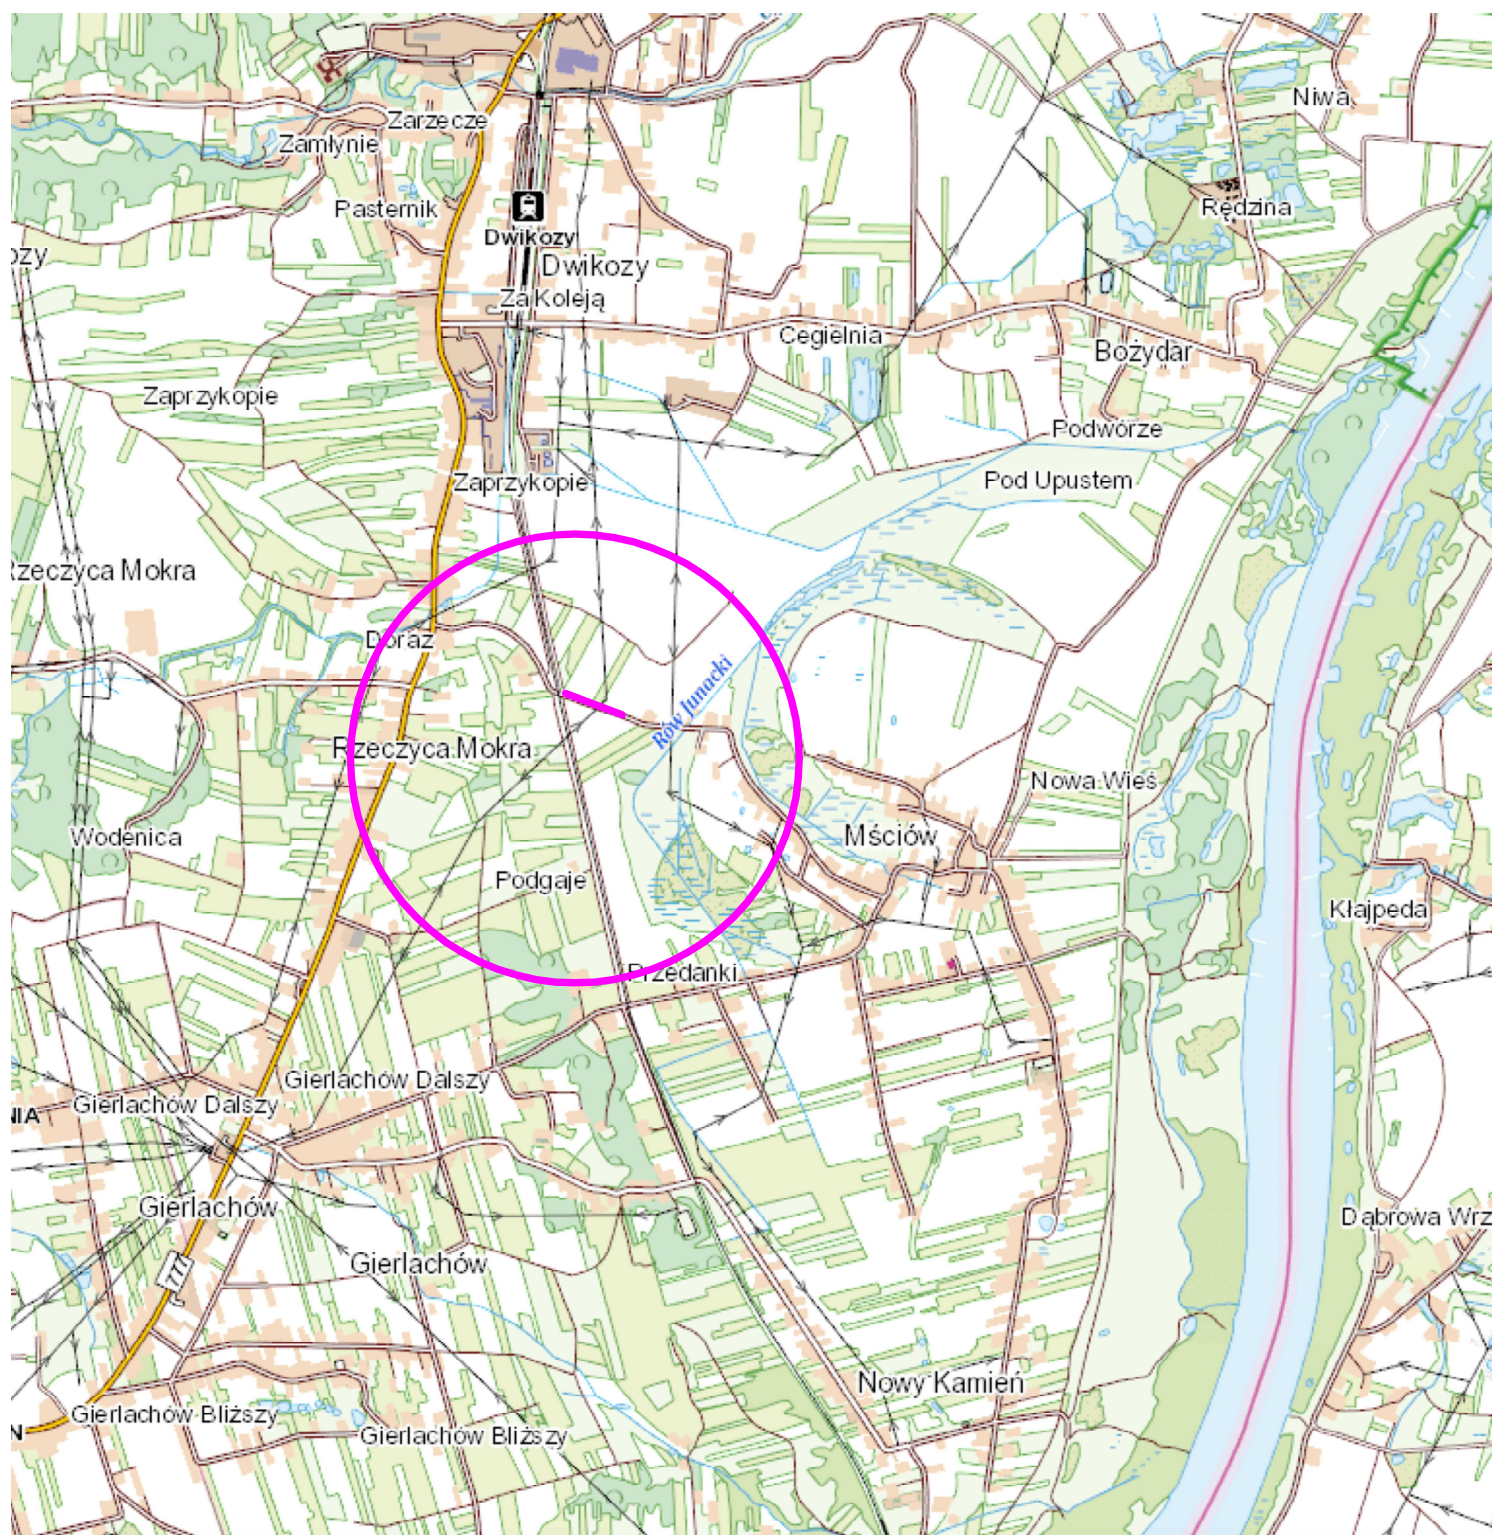 Niwa
Zarzecze
Zamłynie
Rędzina
Pasternik
Dwikozy
ozy
Dwikozy
Za Koleją
Cegielnia
Bożydar
Zaprzykopie
Podwórze
Zaprzykopie
Pod Upustem
Rzeczyca Mokra
Doraz
Rów Junacki
Rzeczyca Mokra
Nowa Wieś
Wodenica
Mściów
Podgaje
Kłajpeda
Przedanki
Gierlachów Dalszy
Gierlachów Dalszy
NIA
Gierlachów
Dąbrowa Wrz
Gierlachów
777
Nowy Kamień
Gierlachów Bliższy
N
Gierlachów Bliższy